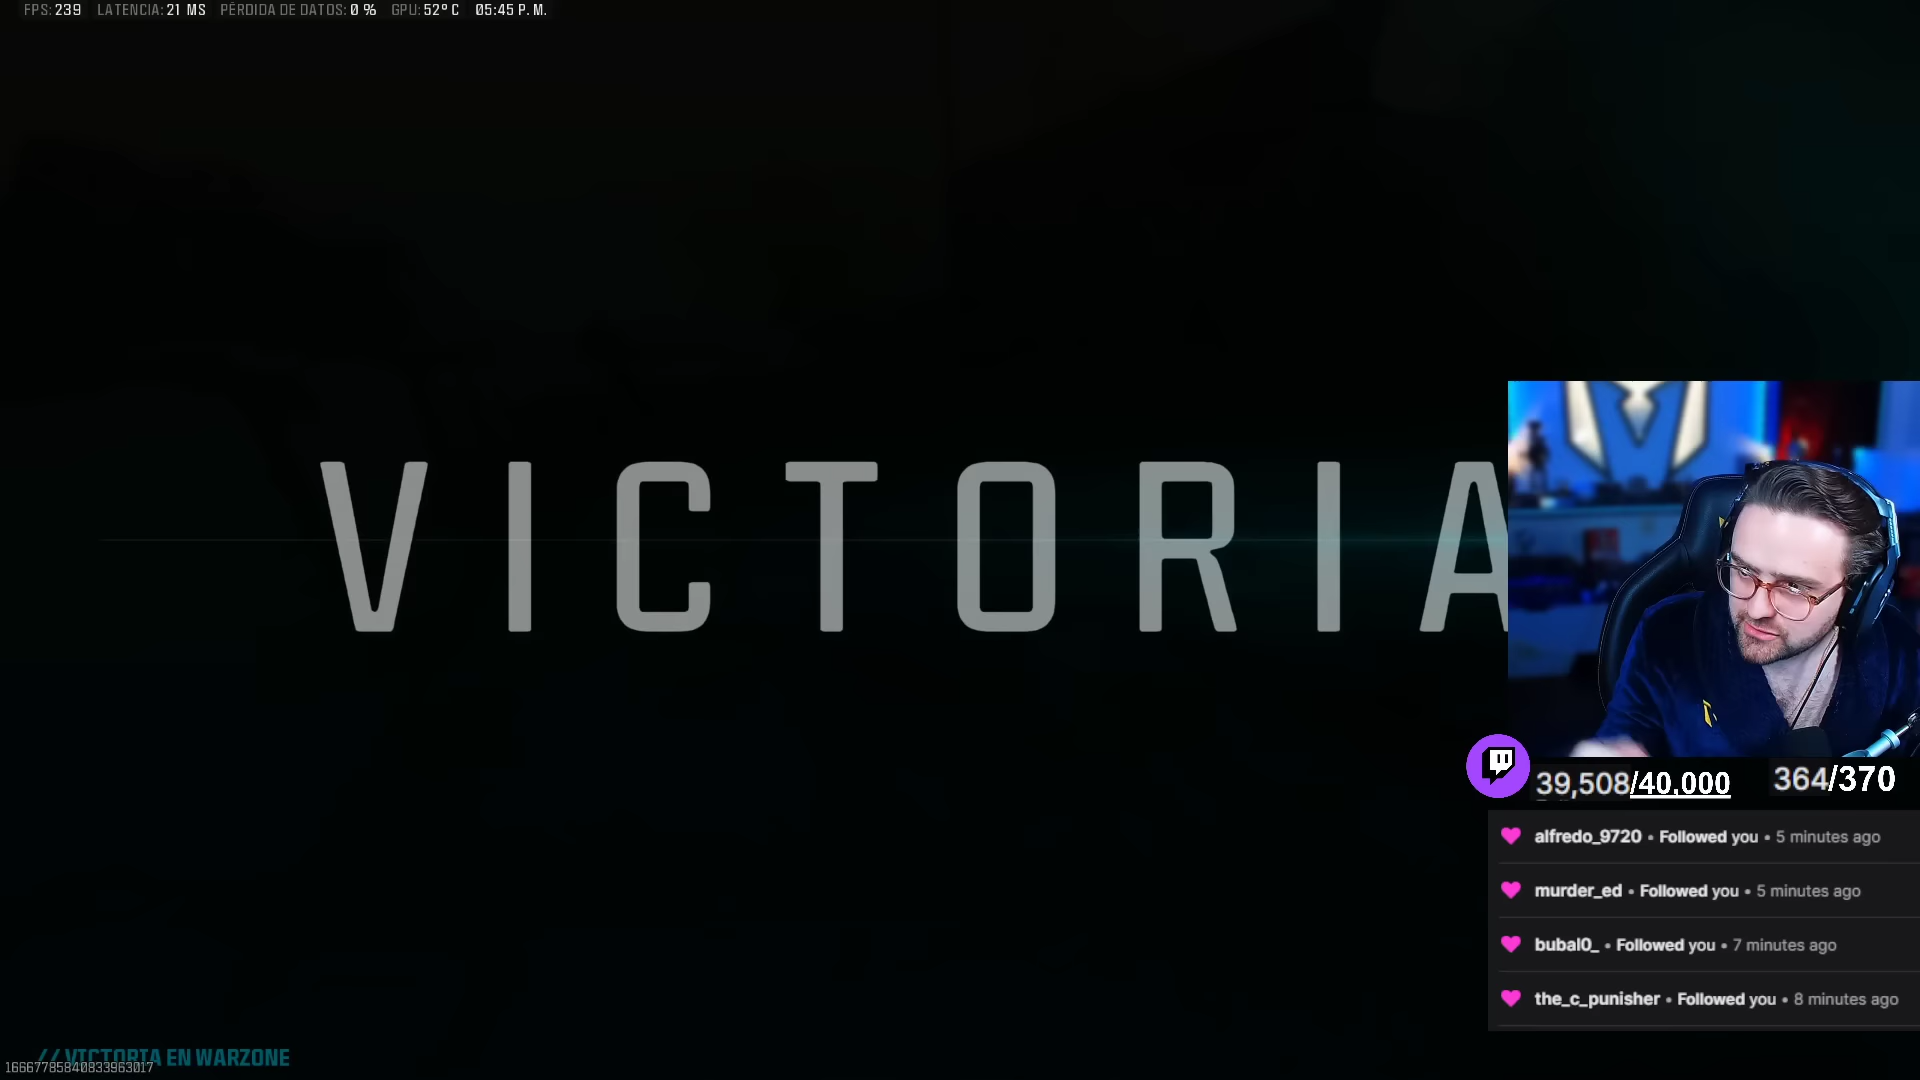 FPS: 239 LATENCIA: 21 MS PÉRDIDA DE DATOS: 0 % GPU: 52° C 05:45 P. M.
VICTORIA
39,508/40,000 364/370
alfredo_9720 • Followed you • 5 minutes ago
murder_ed • Followed you • 5 minutes ago
bubal0_ • Followed you • 7 minutes ago
the_c_punisher • Followed you • 8 minutes ago
// VICTORIA EN WARZONE
16667785840833963017